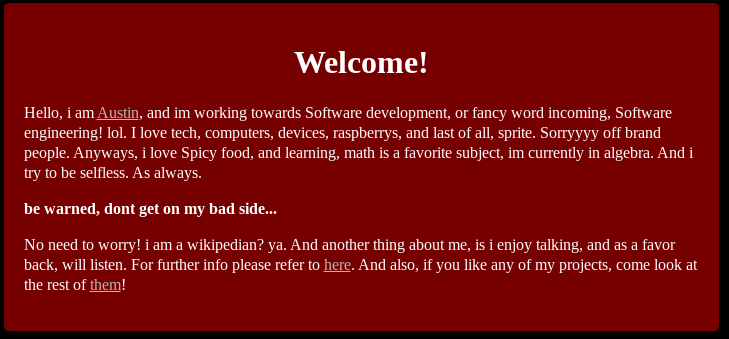 Welcome!
Hello, i am Austin, and im working towards Software development, or fancy word incoming, Software
engineering! lol. I love tech, computers, devices, raspberrys, and last of all, sprite. Sorryyyy off brand
people. Anyways, i love Spicy food, and learning, math is a favorite subject, im currently in algebra. And i
try to be selfless. As always.
be warned, dont get on my bad side...
No need to worry! i am a wikipedian? ya. And another thing about me, is i enjoy talking, and as a favor
back, will listen. For further info please refer to here. And also, if you like any of my projects, come look at
the rest of them!